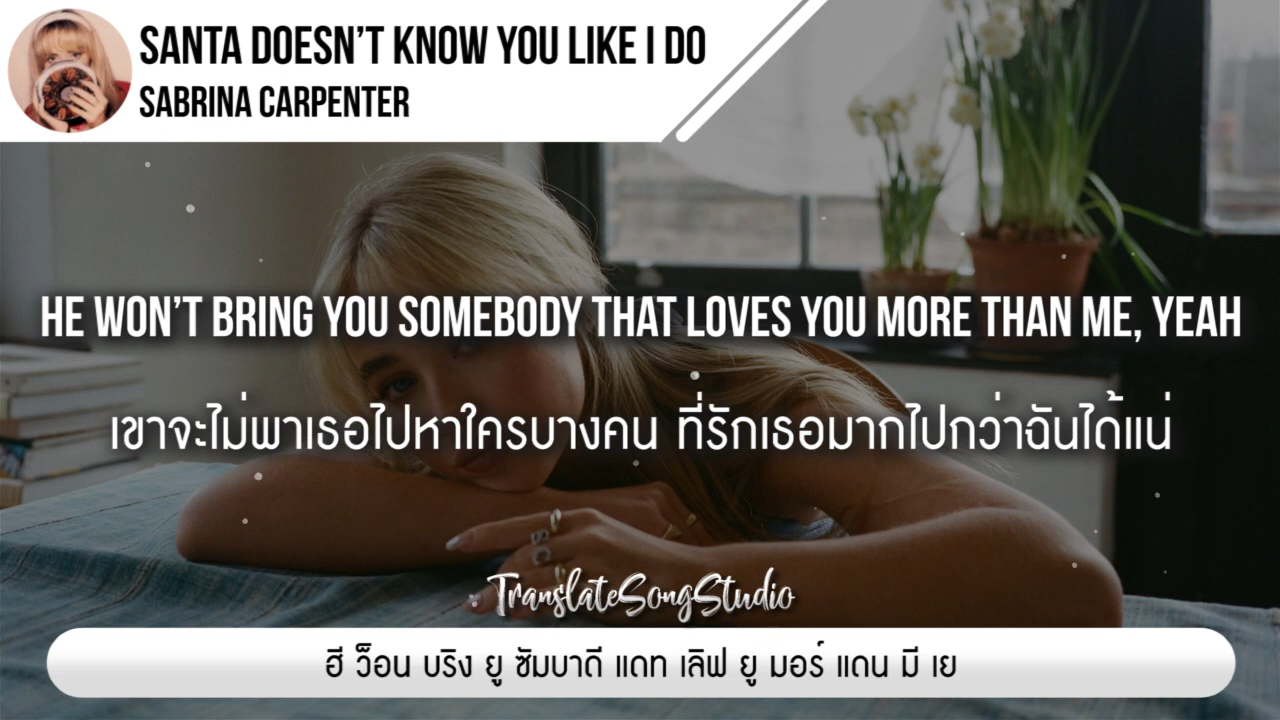 SANTA DOESN’T KNOW YOU LIKE I DO
SABRINA CARPENTER
HE WON’T BRING YOU SOMEBODY THAT LOVES YOU MORE THAN ME, YEAH
เขาจะไม่พาเธอไปหาใครบางคน ที่รักเธอมากไปกว่าฉันได้แน่
TranslateSongStudio
ฮี ว็อน บริง ยู ซัมบาดี แดท เลิฟ ยู มอร์ แดน มี เย